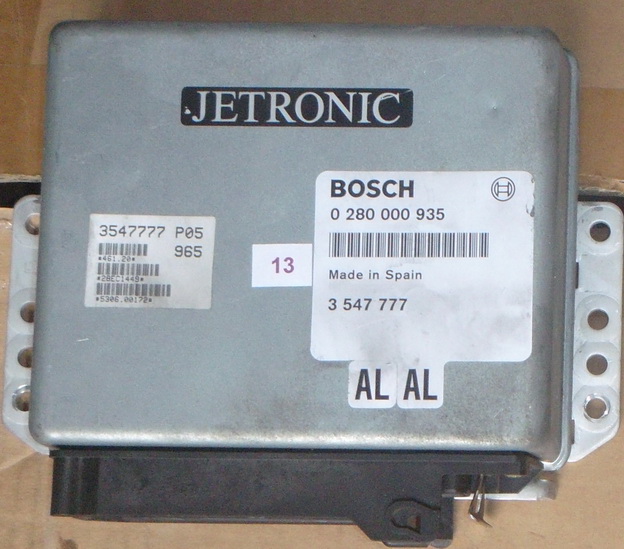 JETRONIC
BOSCH
0 280 000 935
Made in Spain
3 547 777
AL AL
13
3547777 P05
965
*461.20*
*28EC1449*
*5306.00172*